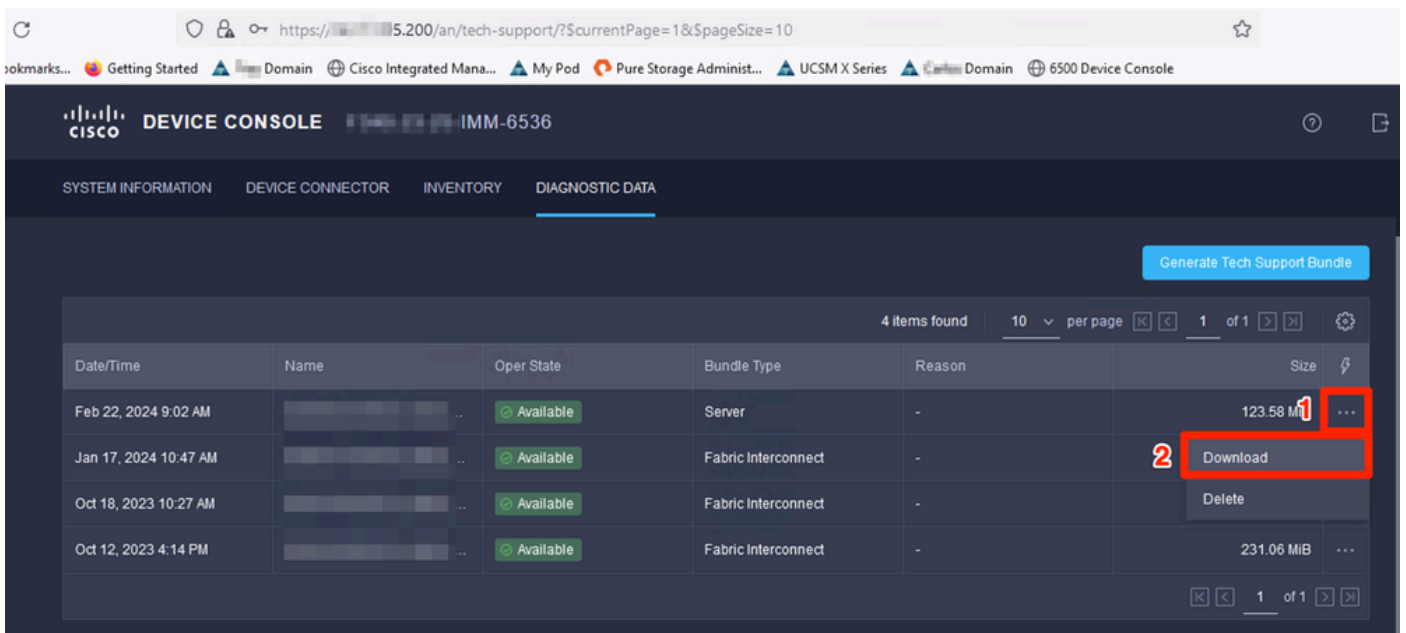 https:// 5.200/an/tech-support/?$currentPage=1&$pageSize=10
ookmarks... Getting Started Domain Cisco Integrated Mana... My Pod Pure Storage Administ... UCSM X Series Domain 6500 Device Console
CISCO DEVICE CONSOLE IMM-6536
SYSTEM INFORMATION DEVICE CONNECTOR INVENTORY DIAGNOSTIC DATA
Generate Tech Support Bundle
4 items found 10 per page 1 of 1
Date/Time Name Oper State Bundle Type Reason Size
Feb 22, 2024 9:02 AM ... Available Server - 123.58 1 ...
Jan 17, 2024 10:47 AM ... Available Fabric Interconnect - 2 Download
Oct 18, 2023 10:27 AM ... Available Fabric Interconnect - Delete
Oct 12, 2023 4:14 PM ... Available Fabric Interconnect - 231.06 MiB ...
1 of 1